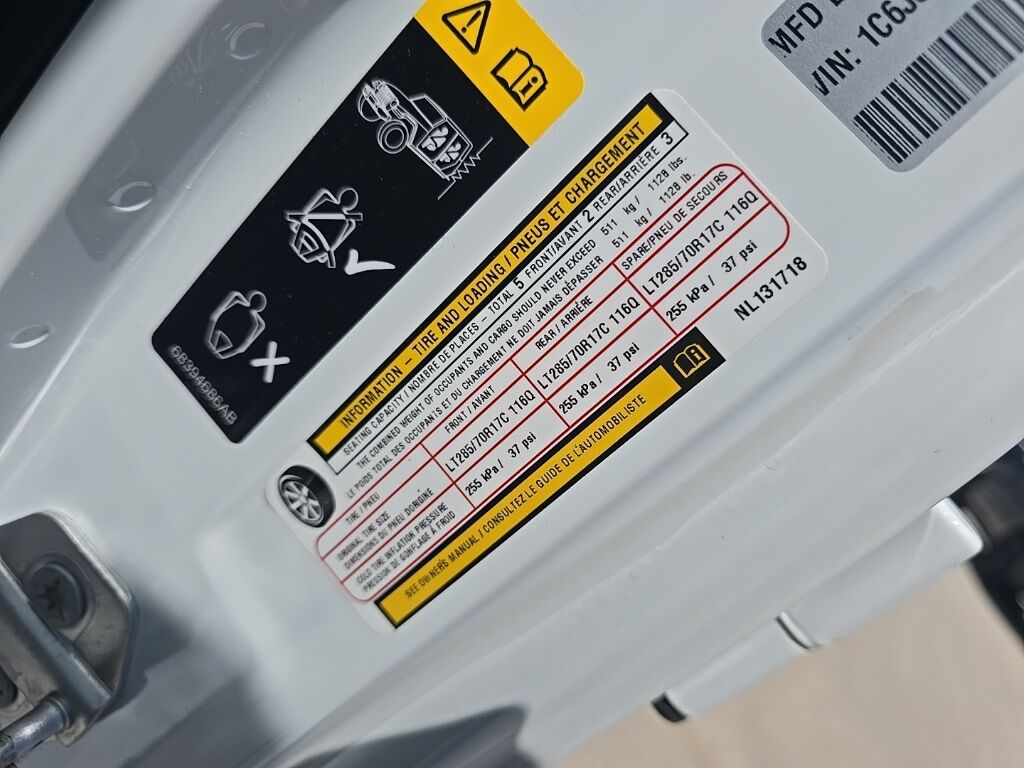 MFD
VIN: 1C6J
68394688AB
INFORMATION - TIRE AND LOADING / PNEUS ET CHARGEMENT
SEATING CAPACITY / NOMBRE DE PLACES - TOTAL 5 FRONT/AVANT 2 REAR/ARRIÈRE 3
THE COMBINED WEIGHT OF OCCUPANTS AND CARGO SHOULD NEVER EXCEED 511 kg / 1128 lbs.
LE POIDS TOTAL DES OCCUPANTS ET DU CHARGEMENT NE DOIT JAMAIS DÉPASSER 511 kg / 1128 lb.
TIRE / PNEU FRONT / AVANT REAR / ARRIÈRE SPARE/PNEU DE SECOURS
ORIGINAL TIRE SIZE
DIMENSIONS DU PNEU DORIGINE LT285/70R17C 116Q LT285/70R17C 116Q LT285/70R17C 116Q
COLD TIRE INFLATION PRESSURE
PRESSION DE GONFLAGE À FROID 255 kPa / 37 psi 255 kPa / 37 psi 255 kPa / 37 psi
SEE OWNERS MANUAL / CONSULTEZ LE GUIDE DE L'AUTOMOBILISTE
NL131718